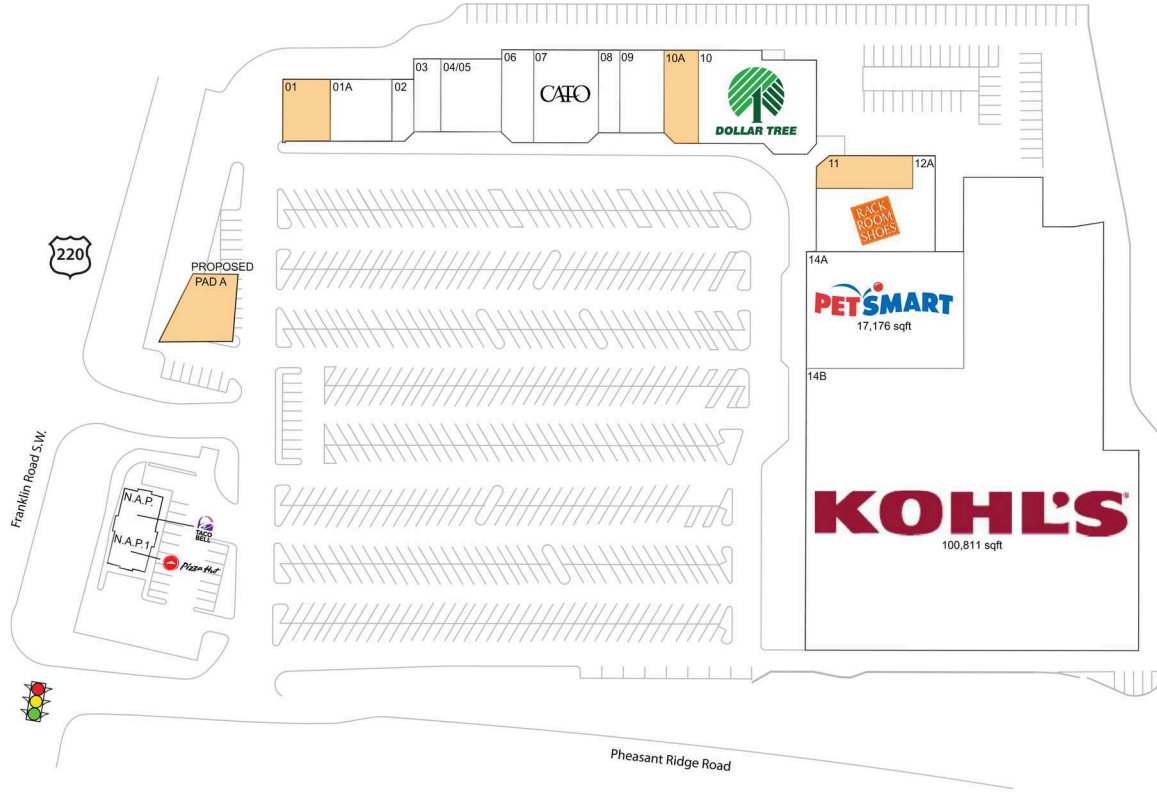 01
01A
02
03
04/05
06
07
CATO
08
09
10A
10
DOLLAR TREE
11
12A
RACK
ROOM
SHOES
220
PROPOSED
PAD A
14A
PETSMART
17,176 sqft
14B
KOHL'S
100,811 sqft
Franklin Road S.W.
N.A.P.
TACO
BELL
N.A.P.1
Pizza Hut
Pheasant Ridge Road